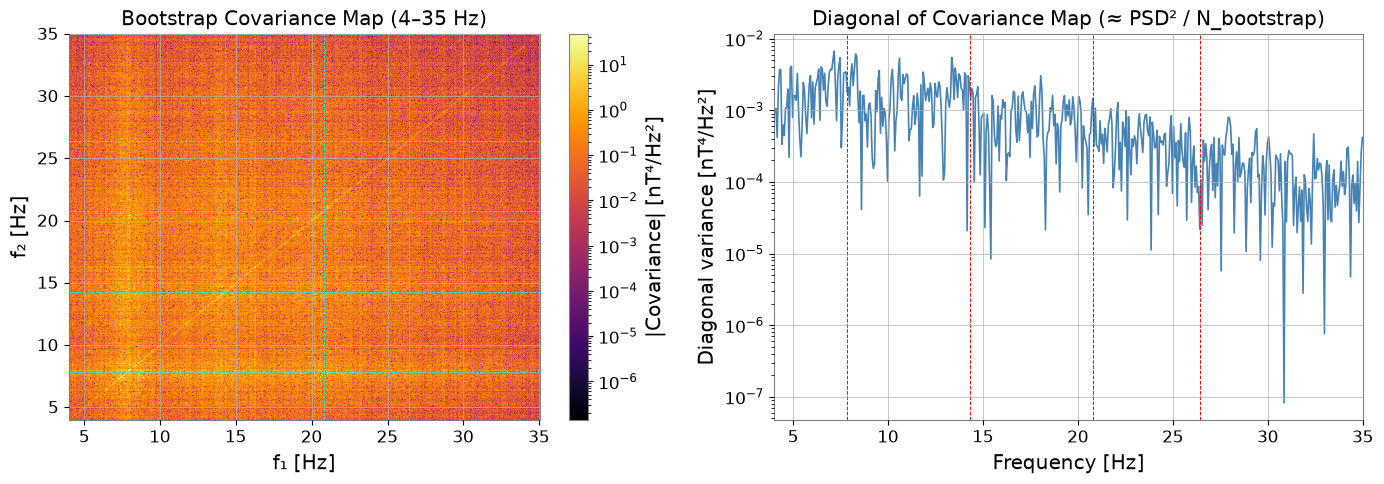 Bootstrap Covariance Map (4–35 Hz)
35
30
25
20
15
10
5
f₂ [Hz]
5 10 15 20 25 30 35
f₁ [Hz]
10¹
10⁰
10⁻¹
10⁻²
10⁻³
10⁻⁴
10⁻⁵
10⁻⁶
|Covariance| [nT⁴/Hz²]
Diagonal of Covariance Map (≈ PSD² / N_bootstrap)
10⁻²
10⁻³
10⁻⁴
10⁻⁵
10⁻⁶
10⁻⁷
Diagonal variance [nT⁴/Hz²]
5 10 15 20 25 30 35
Frequency [Hz]